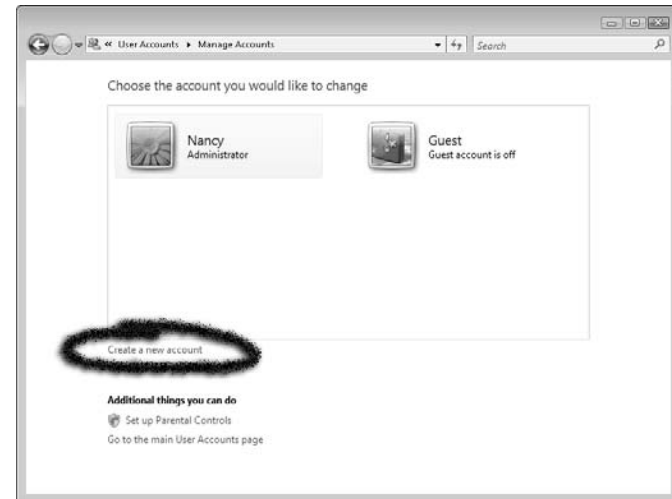 « User Accounts ▸ Manage Accounts
Search
Choose the account you would like to change
Nancy
Administrator
Guest
Guest account is off
Create a new account
Additional things you can do
Set up Parental Controls
Go to the main User Accounts page